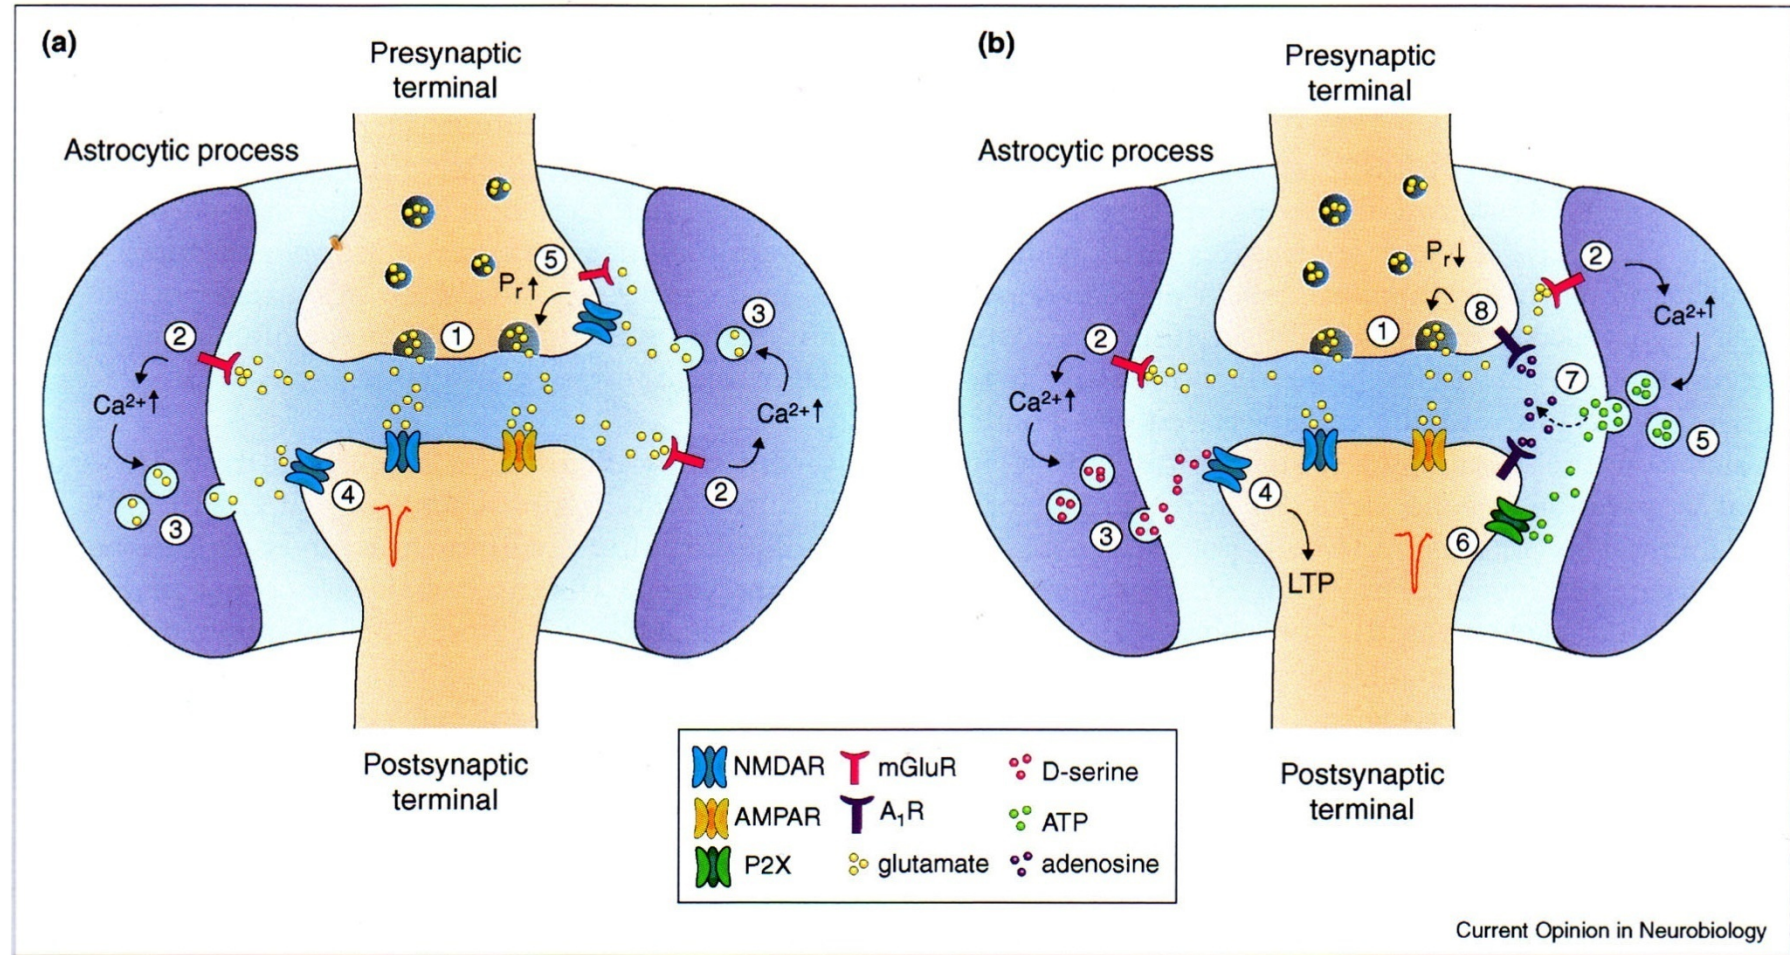 (a)
Presynaptic
terminal
Astrocytic process
5
Pr↑
1
2
Ca²⁺↑
3
4
3
Ca²⁺↑
2
Postsynaptic
terminal
(b)
Presynaptic
terminal
Astrocytic process
Pr↓
2
Ca²⁺↑
8
1
2
7
Ca²⁺↑
5
4
3
6
LTP
Postsynaptic
terminal
NMDAR
mGluR
D-serine
AMPAR
A₁R
ATP
P2X
glutamate
adenosine
Current Opinion in Neurobiology